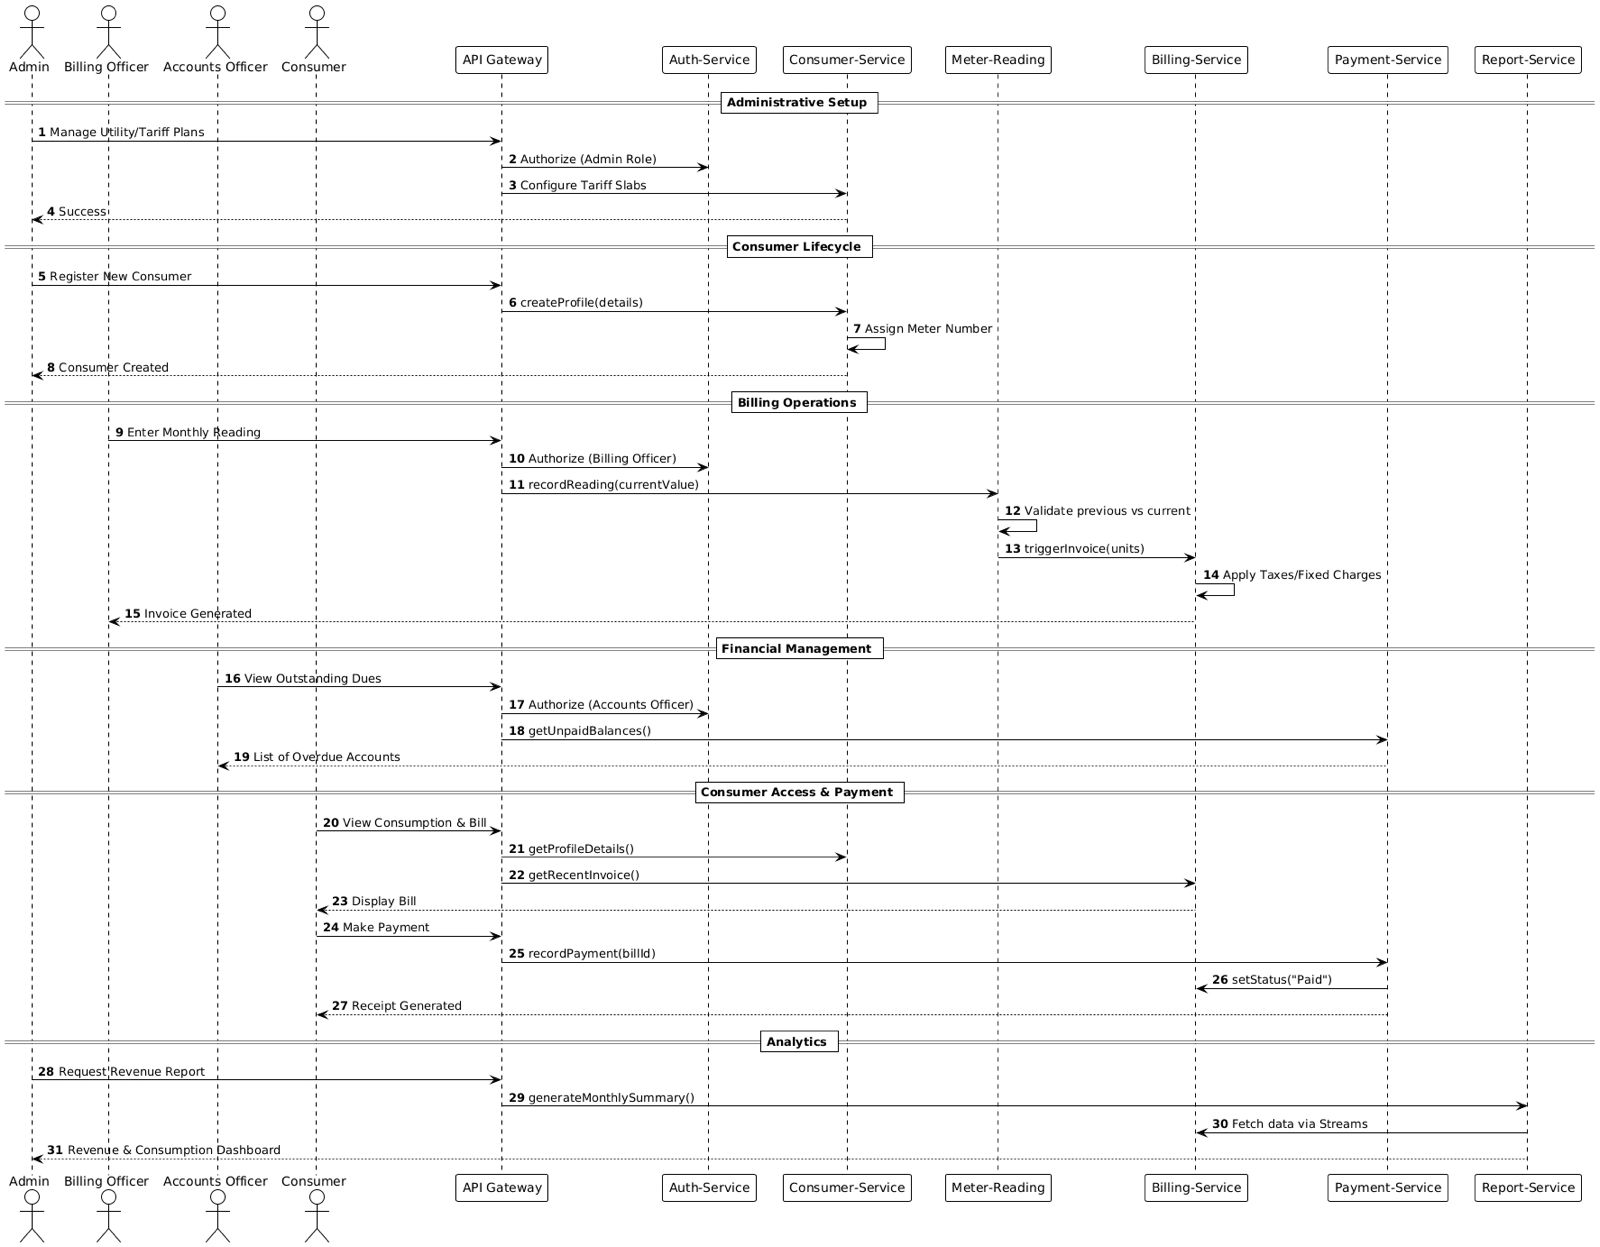 Admin Billing Officer Accounts Officer Consumer API Gateway Auth-Service Consumer-Service Meter-Reading Billing-Service Payment-Service Report-Service
Administrative Setup
1 Manage Utility/Tariff Plans
2 Authorize (Admin Role)
3 Configure Tariff Slabs
4 Success
Consumer Lifecycle
5 Register New Consumer
6 createProfile(details)
7 Assign Meter Number
8 Consumer Created
Billing Operations
9 Enter Monthly Reading
10 Authorize (Billing Officer)
11 recordReading(currentValue)
12 Validate previous vs current
13 triggerInvoice(units)
14 Apply Taxes/Fixed Charges
15 Invoice Generated
Financial Management
16 View Outstanding Dues
17 Authorize (Accounts Officer)
18 getUnpaidBalances()
19 List of Overdue Accounts
Consumer Access & Payment
20 View Consumption & Bill
21 getProfileDetails()
22 getRecentInvoice()
23 Display Bill
24 Make Payment
25 recordPayment(billId)
26 setStatus("Paid")
27 Receipt Generated
Analytics
28 Request Revenue Report
29 generateMonthlySummary()
30 Fetch data via Streams
31 Revenue & Consumption Dashboard
Admin Billing Officer Accounts Officer Consumer API Gateway Auth-Service Consumer-Service Meter-Reading Billing-Service Payment-Service Report-Service